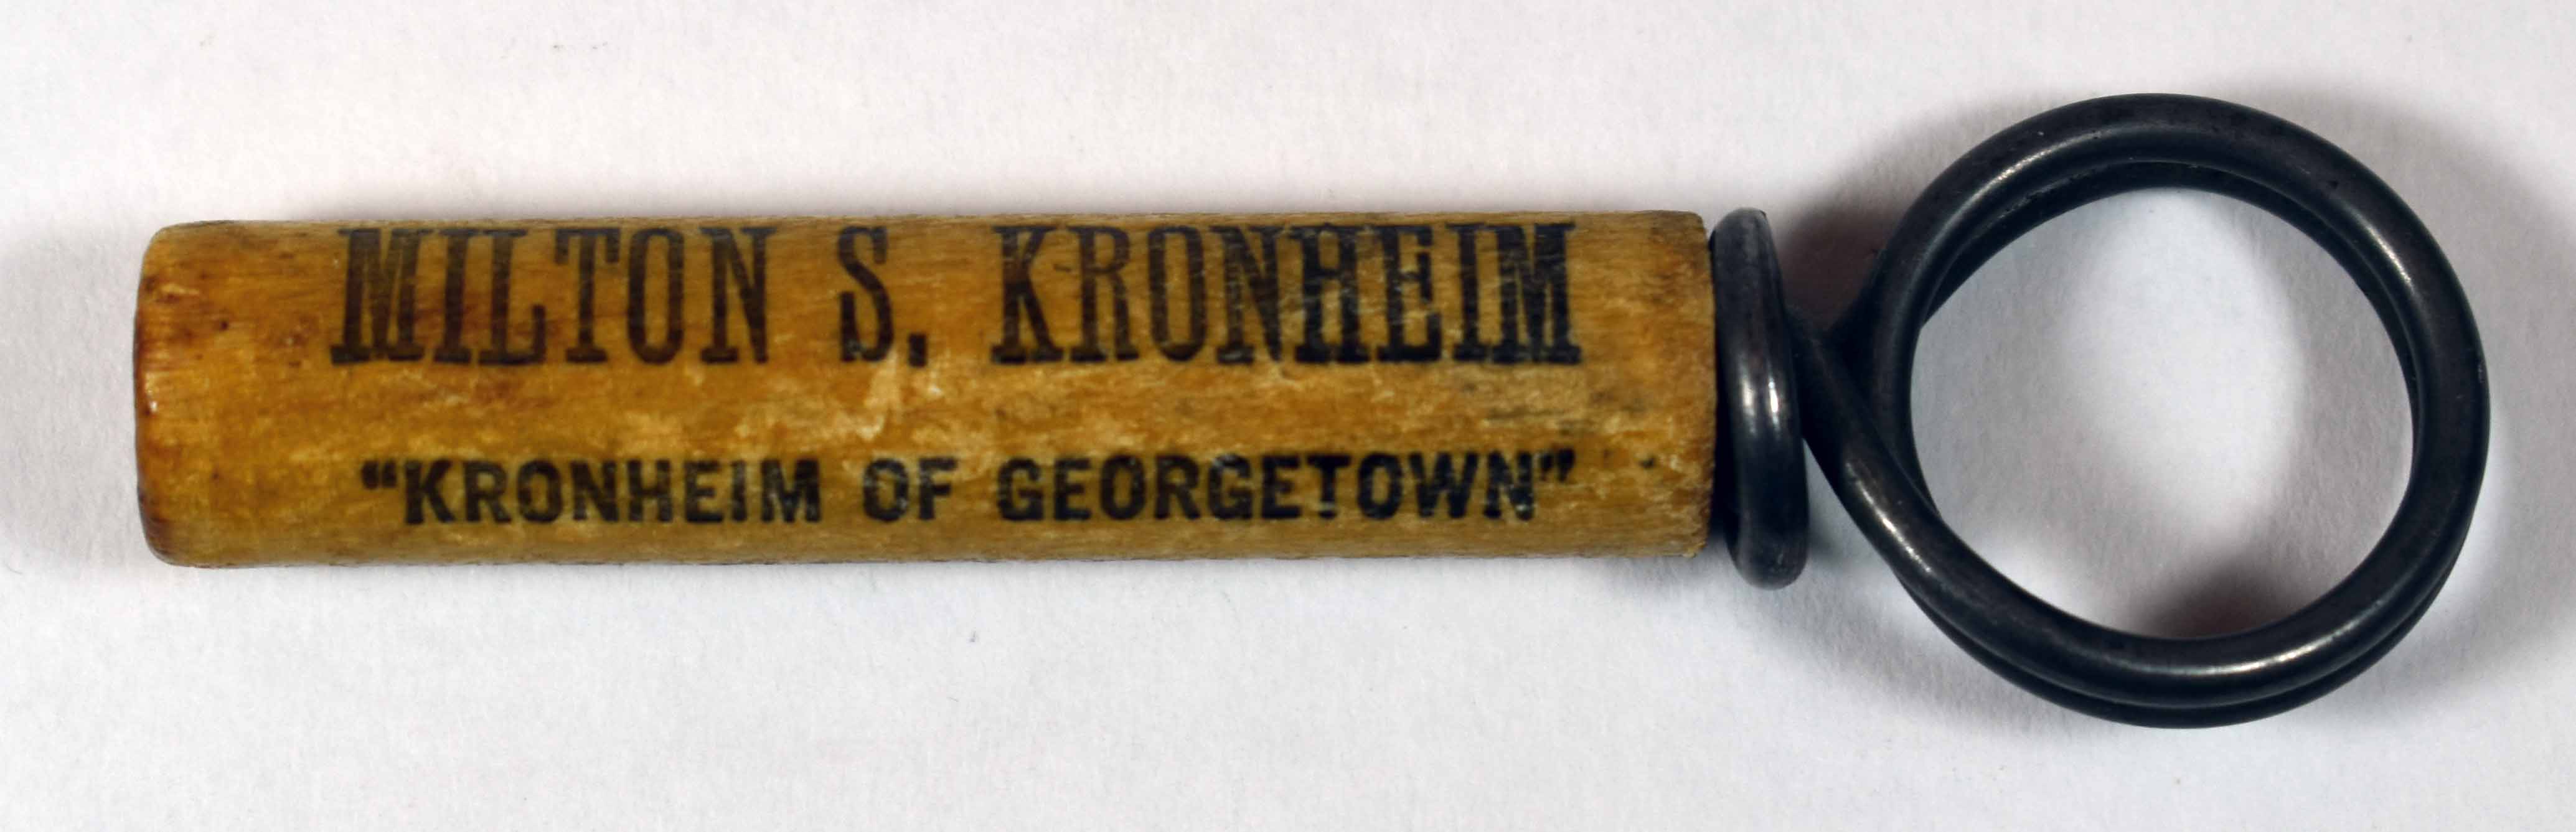 MILTON S. KRONHEIM
“KRONHEIM OF GEORGETOWN”